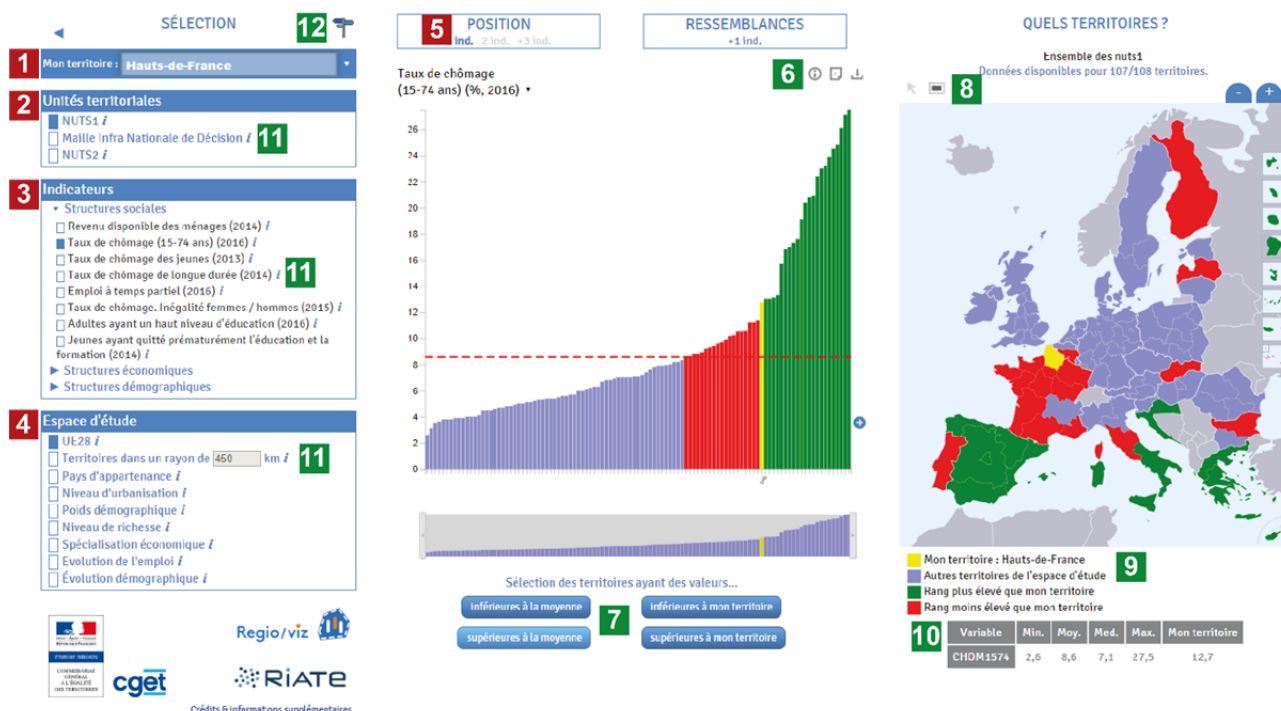 SÉLECTION
12
1
Mon territoire :
Hauts-de-France
2
Unités territoriales
NUTS1 i
Maille Infra Nationale de Décision i
11
NUTS2 i
3
Indicateurs
Structures sociales
Revenu disponible des ménages (2014) i
Taux de chômage (15-74 ans) (2016) i
Taux de chômage des jeunes (2013) i
Taux de chômage de longue durée (2014) i
11
Emploi à temps partiel (2016) i
Taux de chômage. Inégalité femmes / hommes (2015) i
Adultes ayant un haut niveau d'éducation (2016) i
Jeunes ayant quitté prématurément l'éducation et la
formation (2014) i
Structures économiques
Structures démographiques
4
Espace d'étude
UE28 i
Territoires dans un rayon de 450 km i
11
Pays d'appartenance i
Niveau d'urbanisation i
Poids démographique i
Niveau de richesse i
Spécialisation économique i
Evolution de l'emploi i
Évolution démographique i
PREMIER MINISTRE
COMMISSARIAT
GÉNÉRAL
À L'ÉGALITÉ
DES TERRITOIRES
cget
Regio/viz
RIATE
Crédits & informations supplémentaires
5
POSITION
ind. 2 ind. +3 ind.
RESSEMBLANCES
+1 ind.
Taux de chômage
(15-74 ans) (%, 2016)
6
26
24
22
20
18
16
14
12
10
8
6
4
2
0
Sélection des territoires ayant des valeurs...
inférieures à la moyenne
7
inférieures à mon territoire
supérieures à la moyenne
supérieures à mon territoire
QUELS TERRITOIRES ?
Ensemble des nuts1
Données disponibles pour 107/108 territoires.
8
- +
Mon territoire : Hauts-de-France
9
Autres territoires de l'espace d'étude
Rang plus élevé que mon territoire
Rang moins élevé que mon territoire
10
Variable Min. Moy. Med. Max. Mon territoire
CHOM1574 2,6 8,6 7,1 27,5 12,7